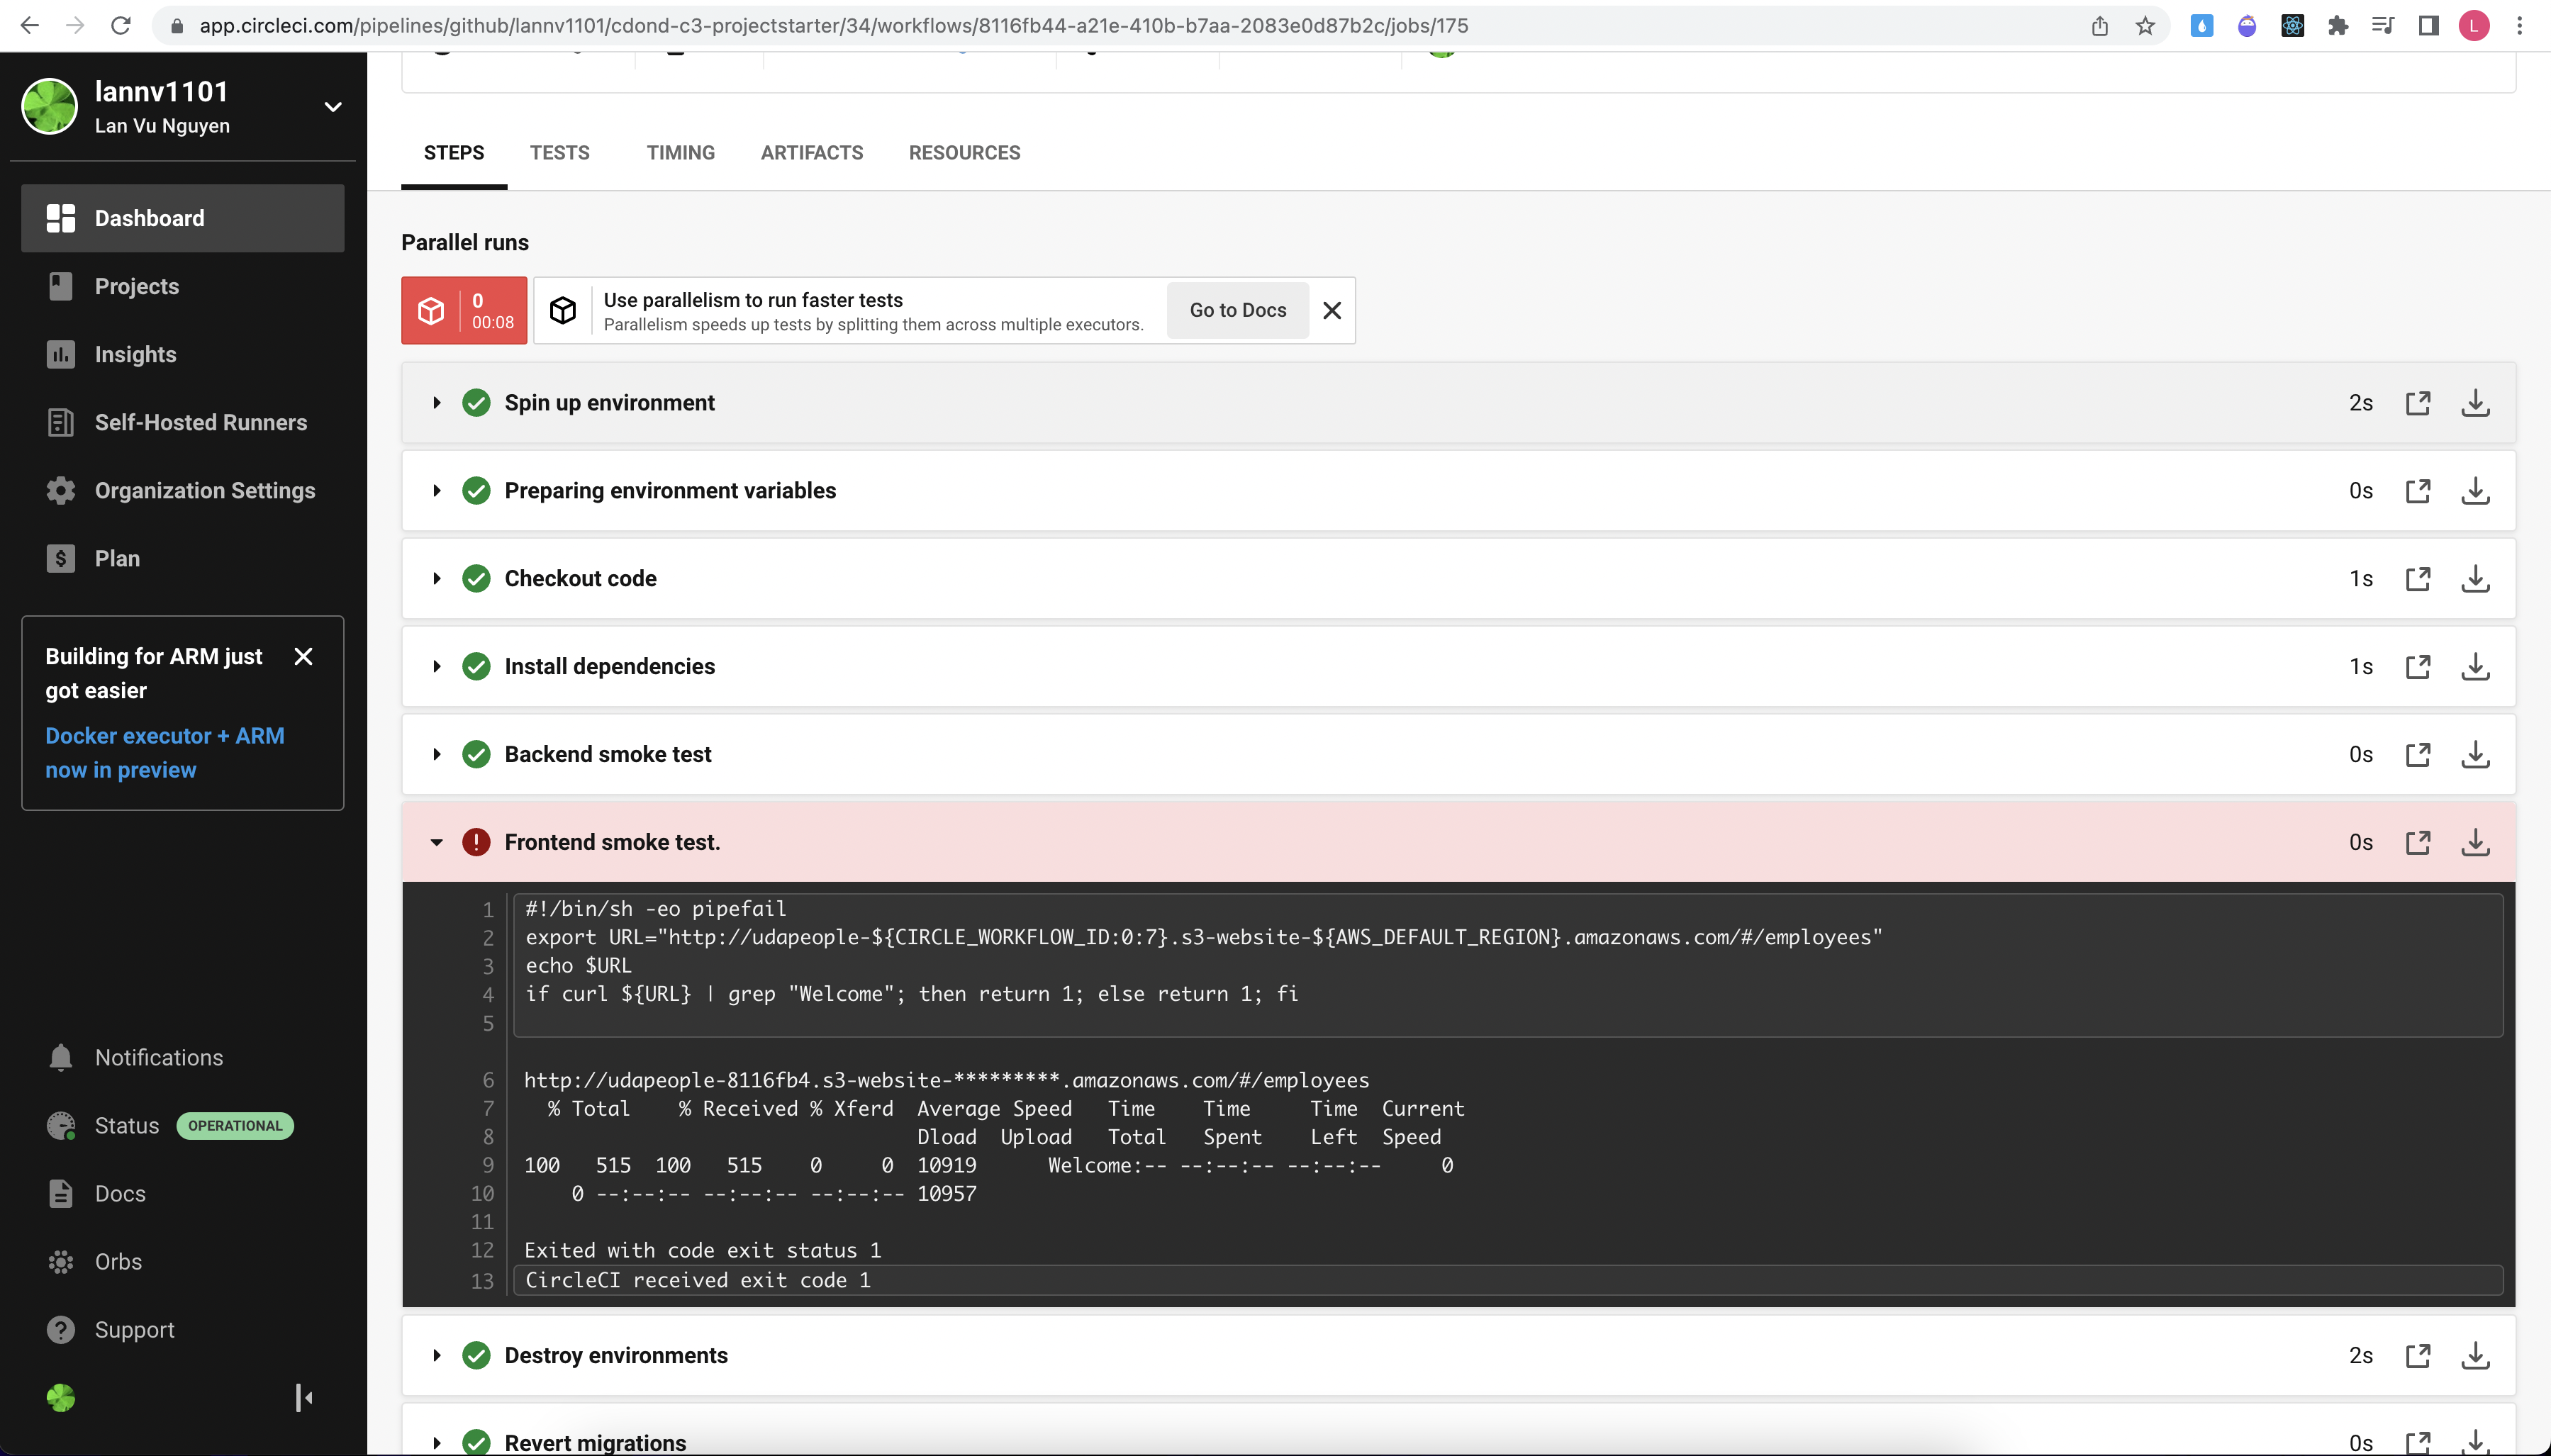 app.circleci.com/pipelines/github/lannv1101/cdond-c3-projectstarter/34/workflows/8116fb44-a21e-410b-b7aa-2083e0d87b2c/jobs/175
L
lannv1101
Lan Vu Nguyen
Dashboard
Projects
Insights
Self-Hosted Runners
Organization Settings
Plan
Building for ARM just
got easier
Docker executor + ARM
now in preview
Notifications
Status OPERATIONAL
Docs
Orbs
Support
STEPS TESTS TIMING ARTIFACTS RESOURCES
Parallel runs
0
00:08
Use parallelism to run faster tests
Parallelism speeds up tests by splitting them across multiple executors.
Go to Docs
Spin up environment 2s
Preparing environment variables 0s
Checkout code 1s
Install dependencies 1s
Backend smoke test 0s
Frontend smoke test. 0s
1 #!/bin/sh -eo pipefail
2 export URL="http://udapeople-${CIRCLE_WORKFLOW_ID:0:7}.s3-website-${AWS_DEFAULT_REGION}.amazonaws.com/#/employees"
3 echo $URL
4 if curl ${URL} | grep "Welcome"; then return 1; else return 1; fi
5
6 http://udapeople-8116fb4.s3-website-*********.amazonaws.com/#/employees
7 % Total % Received % Xferd Average Speed Time Time Time Current
8 Dload Upload Total Spent Left Speed
9 100 515 100 515 0 0 10919 Welcome:-- --:--:-- --:--:-- 0
10 0 --:--:-- --:--:-- --:--:-- 10957
11
12 Exited with code exit status 1
13 CircleCI received exit code 1
Destroy environments 2s
Revert migrations 0s